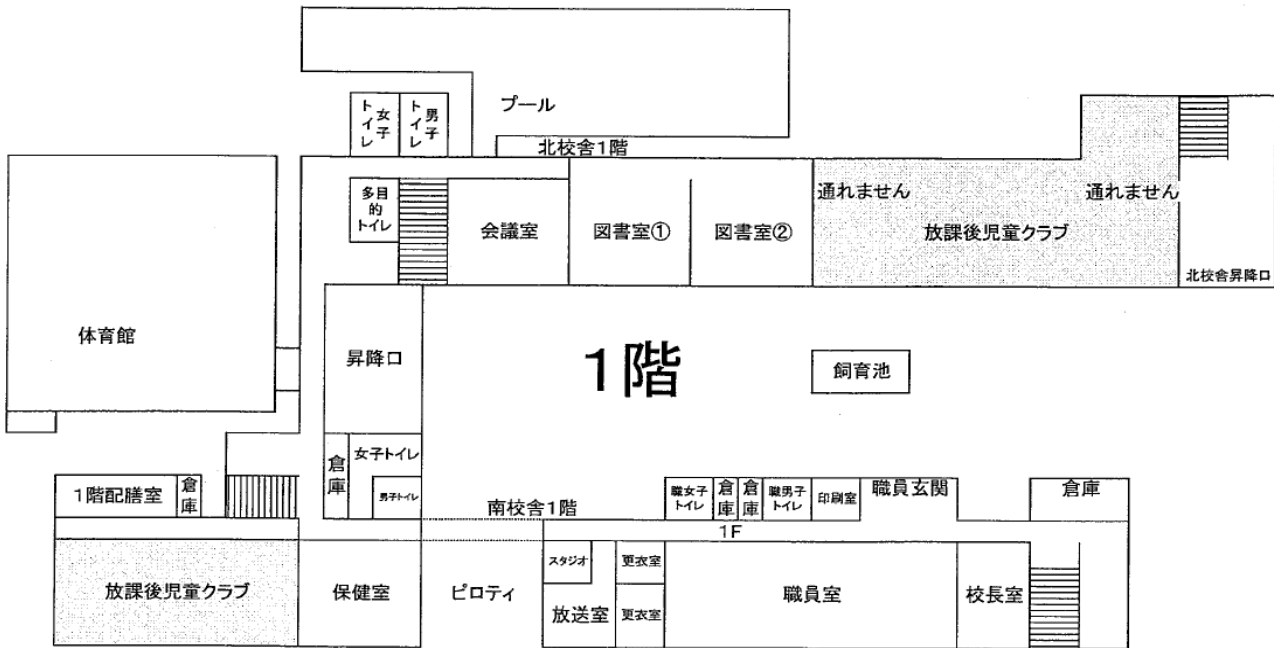 プール
女子
トイレ
男子
トイレ
北校舎1階
多目
的
トイレ
会議室
図書室①
図書室②
通れません
通れません
放課後児童クラブ
北校舎昇降口
体育館
昇降口
1階
飼育池
倉庫
女子トイレ
男子トイレ
1階配膳室
倉庫
南校舎1階
職女子
トイレ
倉庫
倉庫
職男子
トイレ
印刷室
職員玄関
倉庫
1F
放課後児童クラブ
保健室
ピロティ
スタジオ
放送室
更衣室
更衣室
職員室
校長室